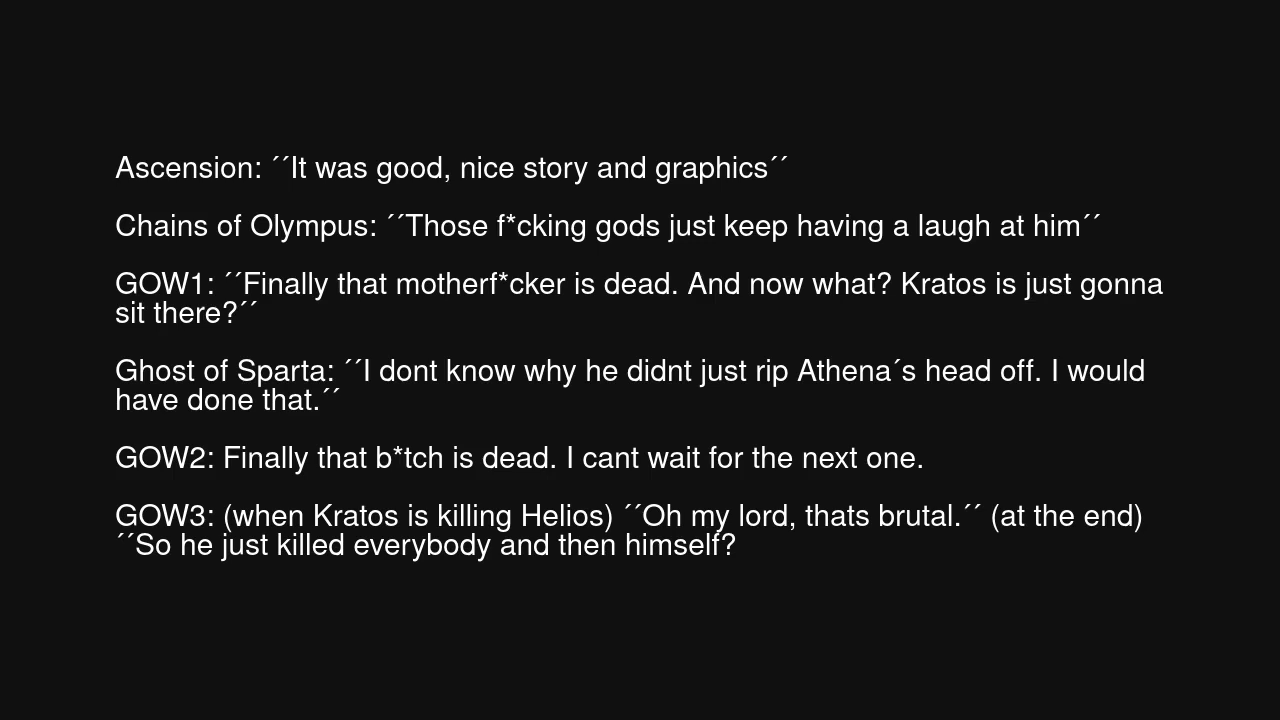 Ascension: ´´It was good, nice story and graphics´´
Chains of Olympus: ´´Those f*cking gods just keep having a laugh at him´´
GOW1: ´´Finally that motherf*cker is dead. And now what? Kratos is just gonna
sit there?´´
Ghost of Sparta: ´´I dont know why he didnt just rip Athena´s head off. I would
have done that.´´
GOW2: Finally that b*tch is dead. I cant wait for the next one.
GOW3: (when Kratos is killing Helios) ´´Oh my lord, thats brutal.´´ (at the end)
´´So he just killed everybody and then himself?